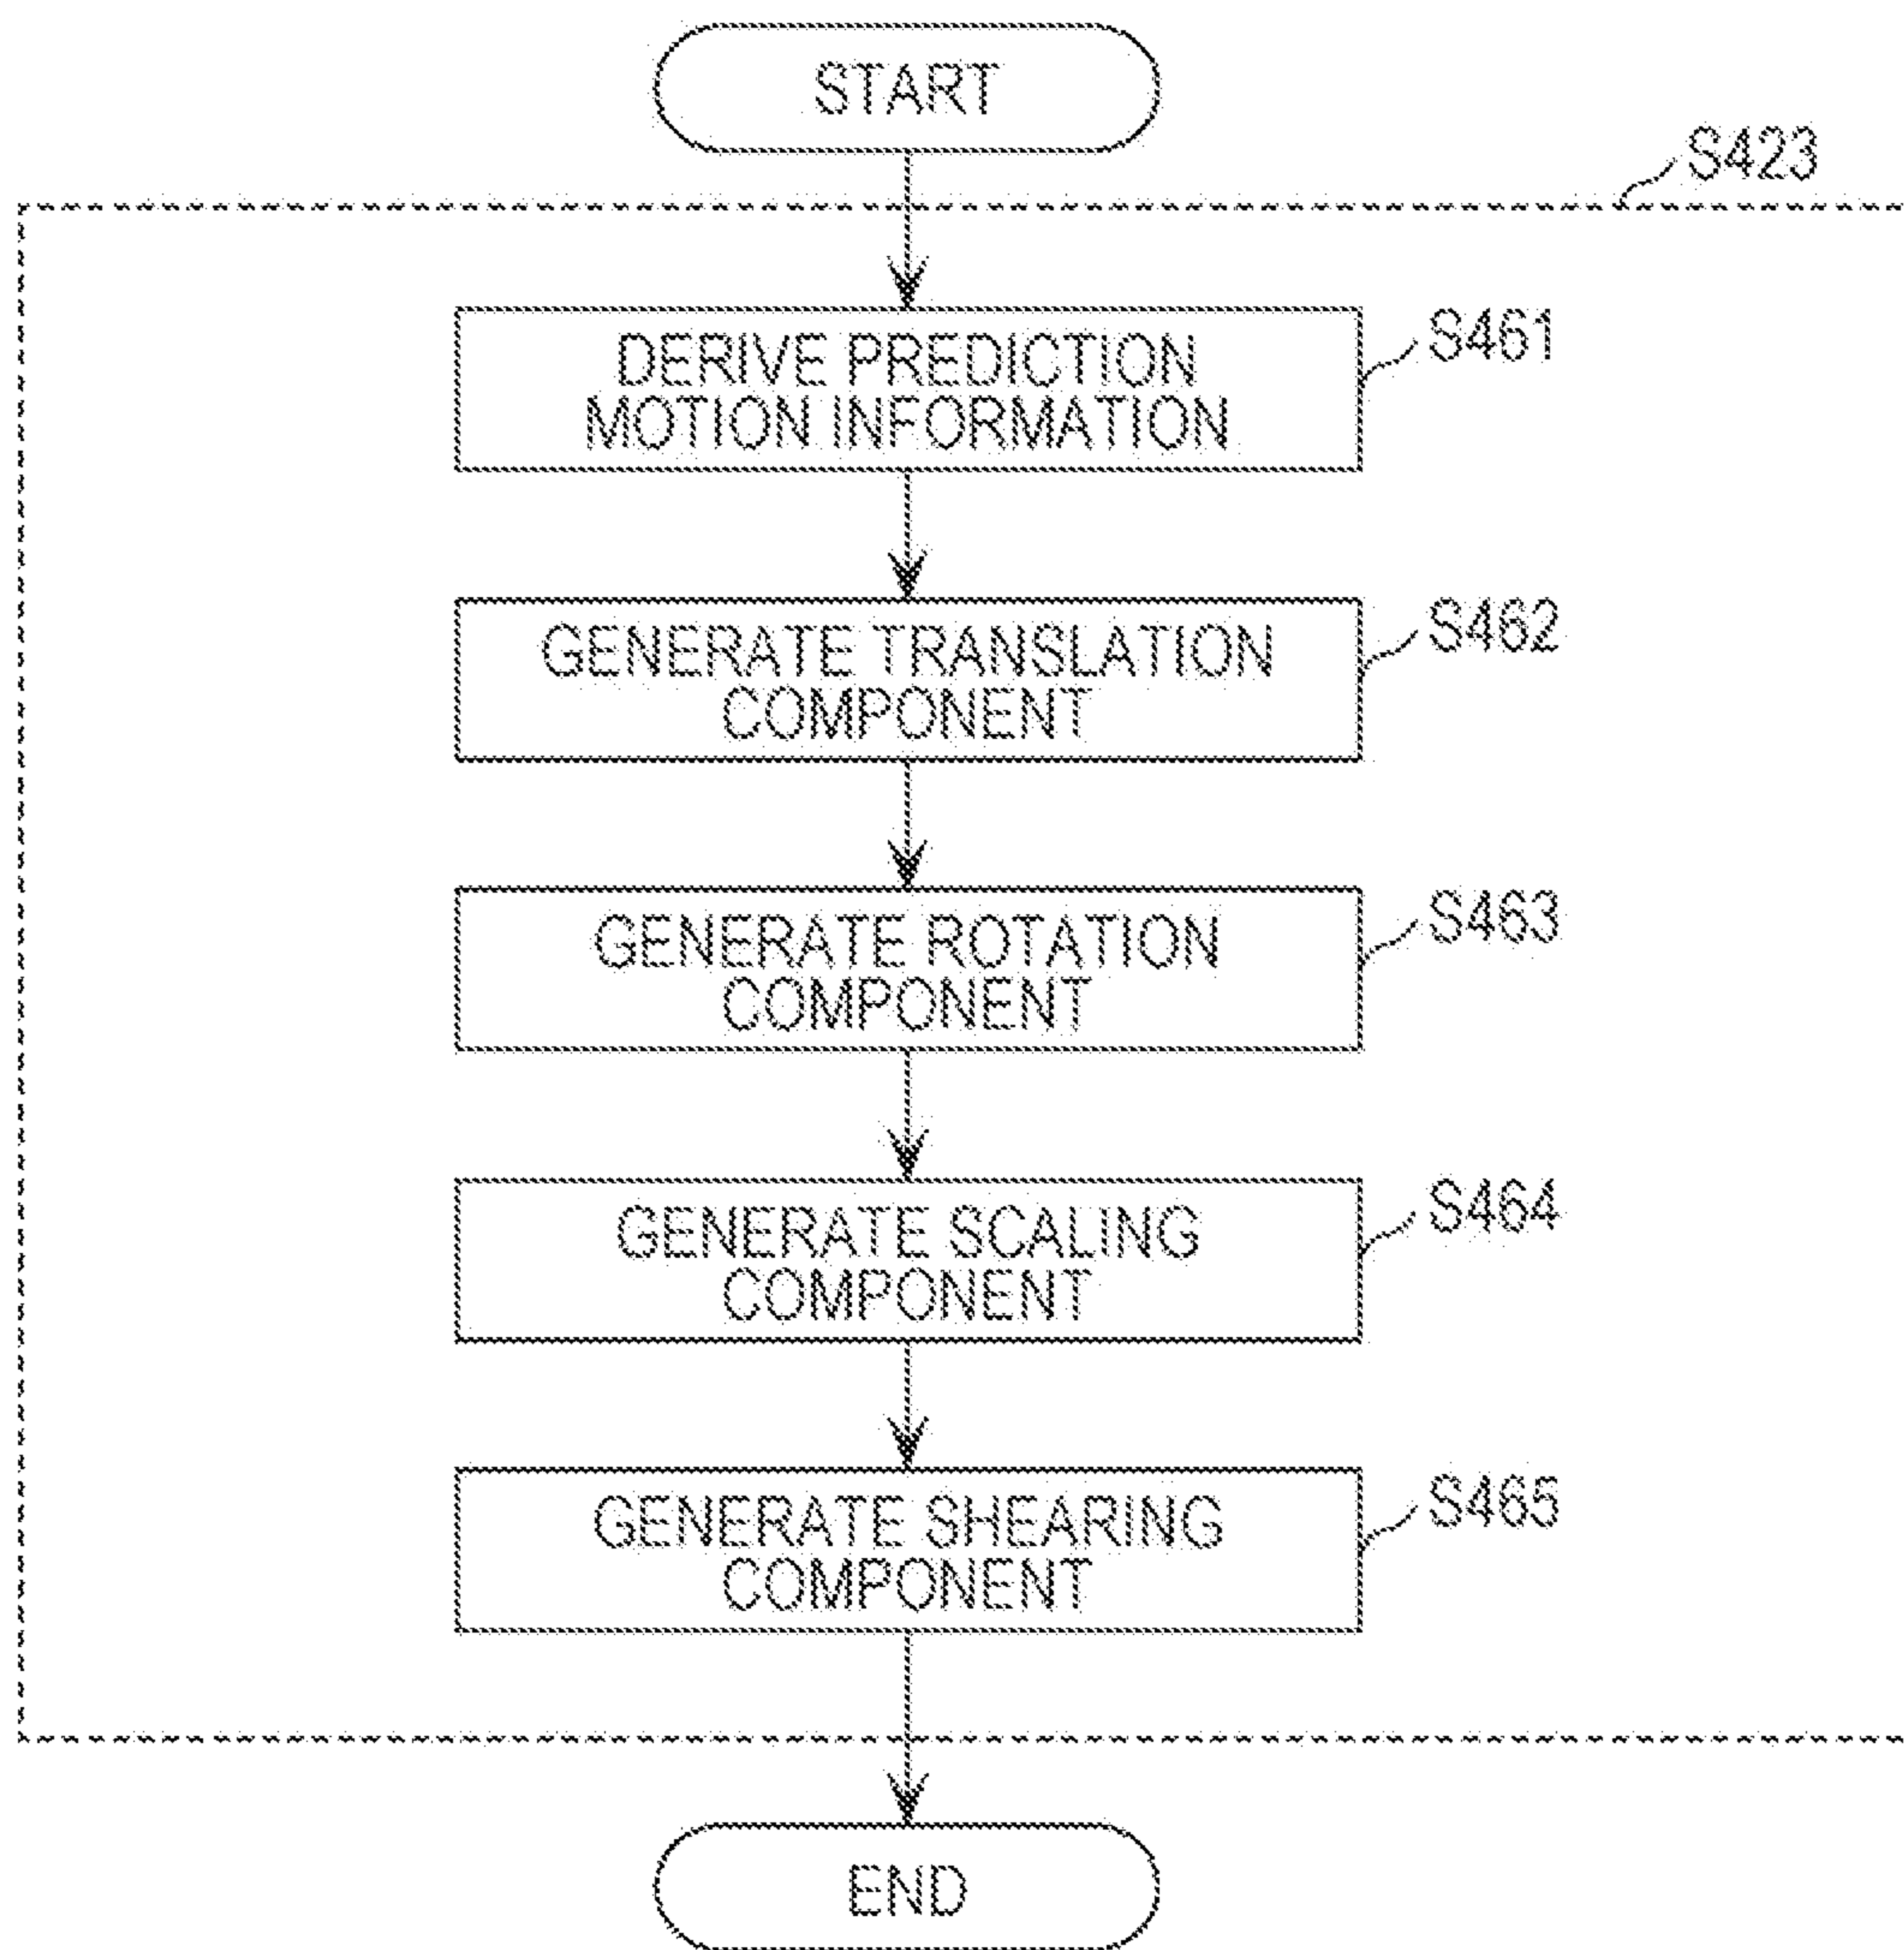 START
S423
DERIVE PREDICTION
MOTION INFORMATION
S461
GENERATE TRANSLATION
COMPONENT
S462
GENERATE ROTATION
COMPONENT
S463
GENERATE SCALING
COMPONENT
S464
GENERATE SHEARING
COMPONENT
S465
END